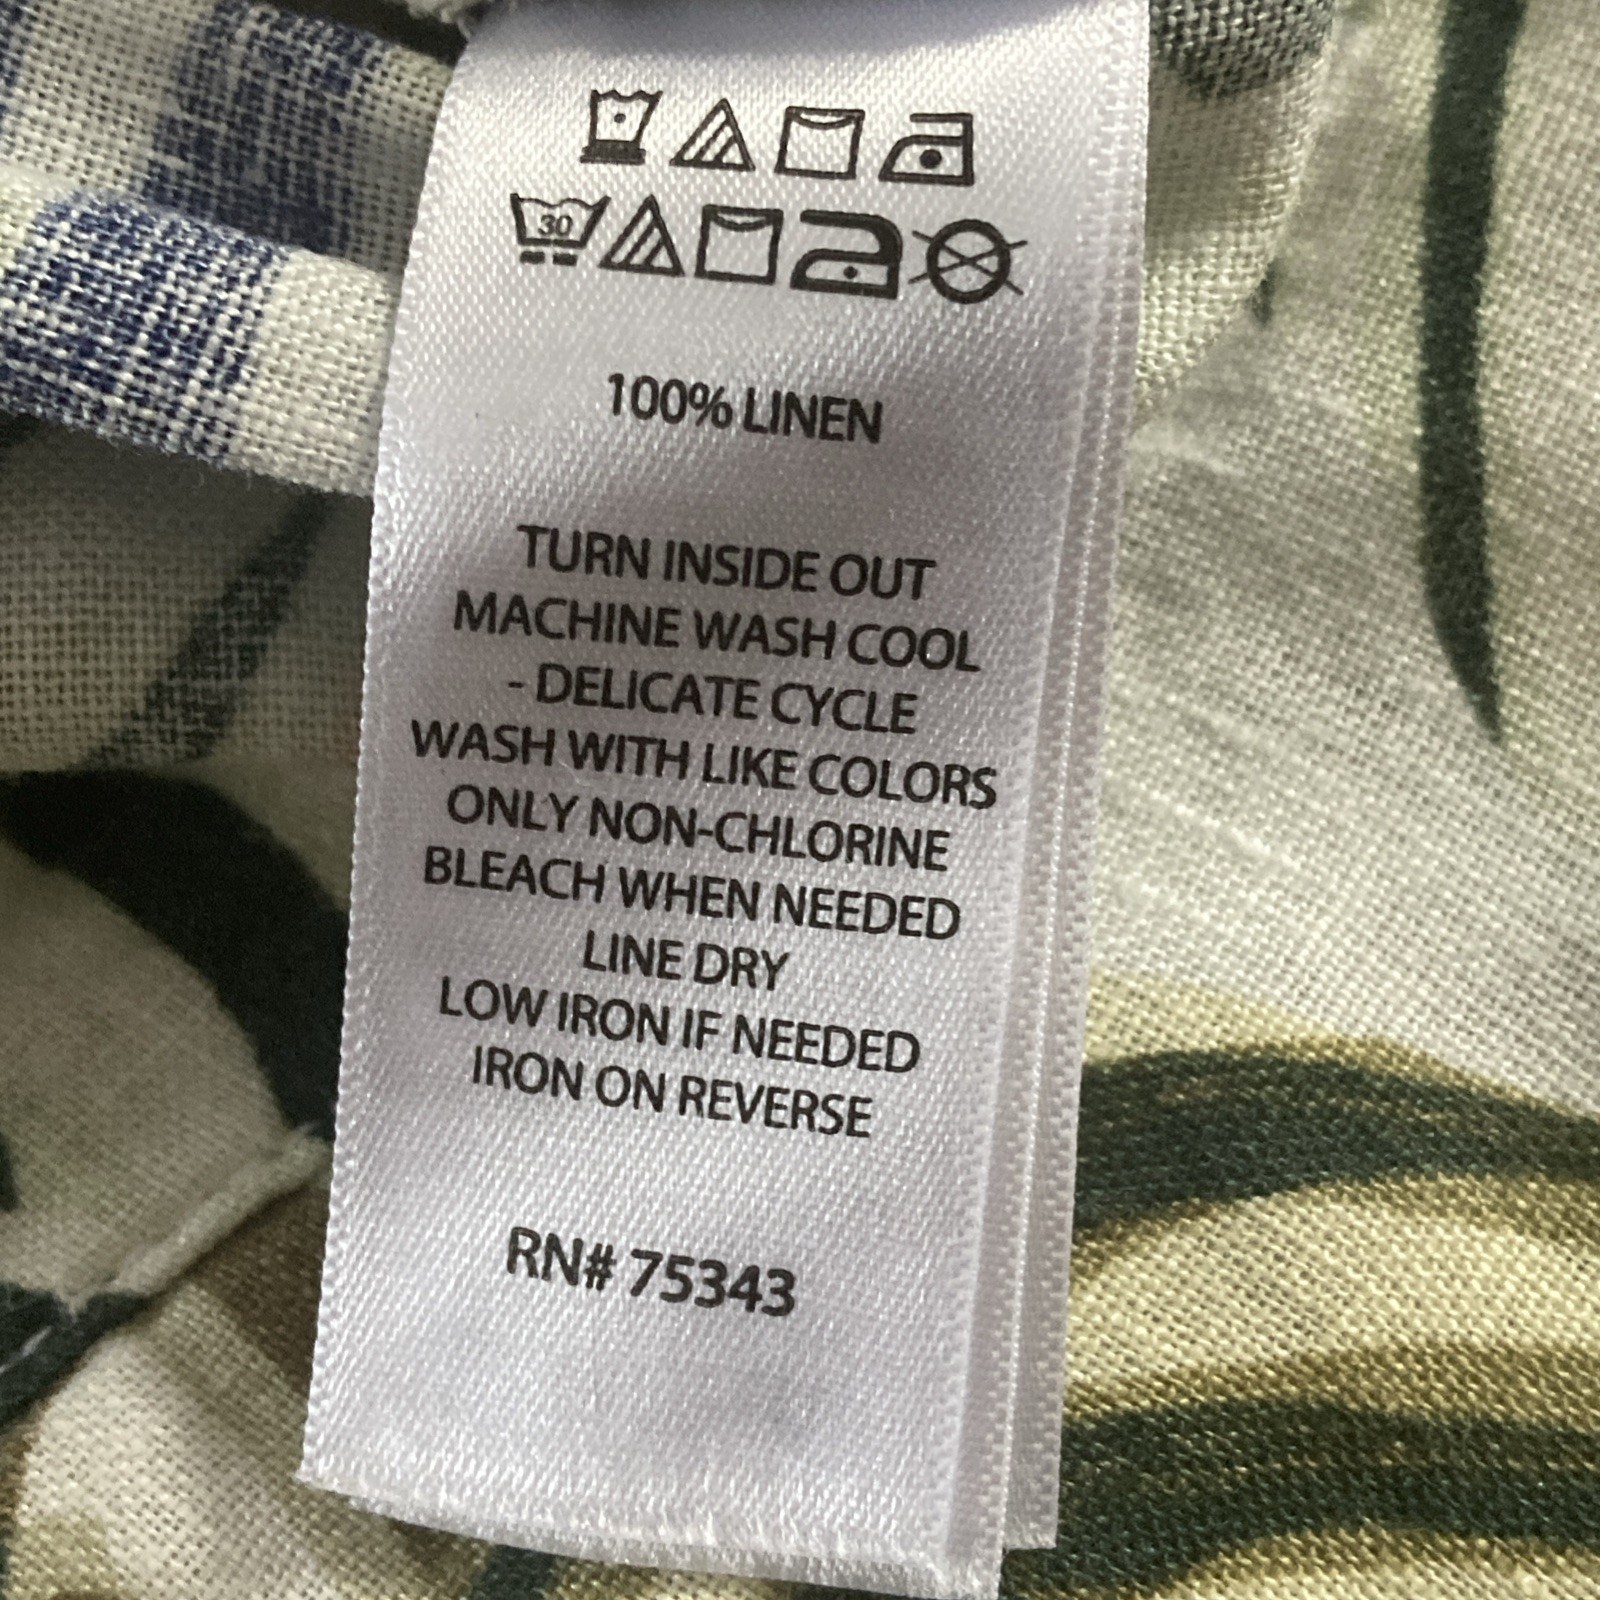 30
100% LINEN
TURN INSIDE OUT
MACHINE WASH COOL
- DELICATE CYCLE
WASH WITH LIKE COLORS
ONLY NON-CHLORINE
BLEACH WHEN NEEDED
LINE DRY
LOW IRON IF NEEDED
IRON ON REVERSE
RN# 75343